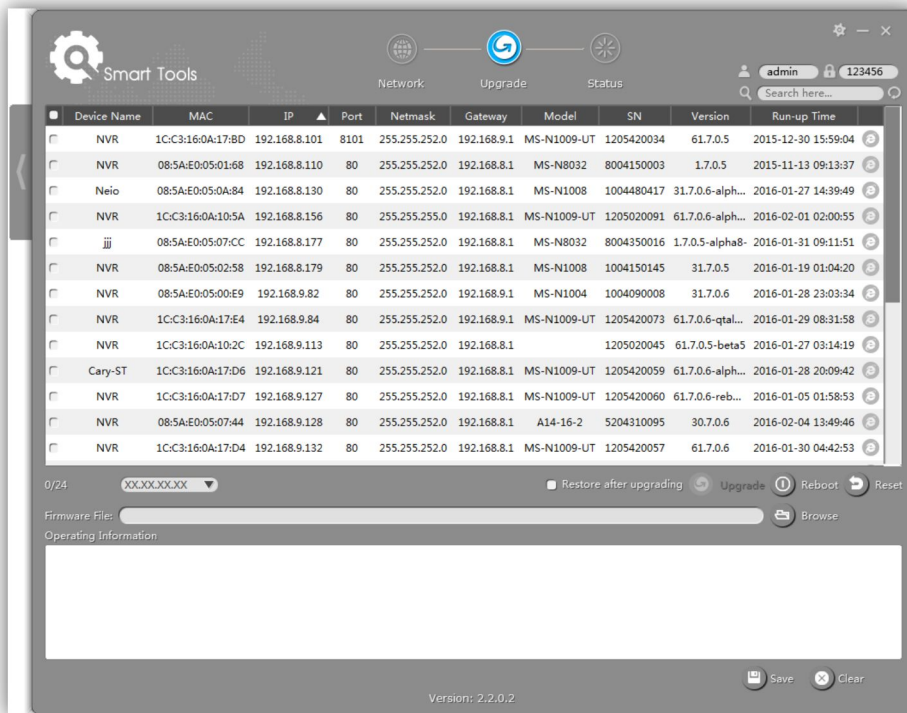 Smart Tools
Network Upgrade Status
admin 123456
Search here...
Device Name MAC IP Port Netmask Gateway Model SN Version Run-up Time
NVR 1C:C3:16:0A:17:BD 192.168.8.101 8101 255.255.252.0 192.168.9.1 MS-N1009-UT 1205420034 61.7.0.5 2015-12-30 15:59:04
NVR 08:5A:E0:05:01:68 192.168.8.110 80 255.255.252.0 192.168.8.1 MS-N8032 8004150003 1.7.0.5 2015-11-13 09:13:37
Neio 08:5A:E0:05:0A:84 192.168.8.130 80 255.255.252.0 192.168.8.1 MS-N1008 1004480417 31.7.0.6-alph... 2016-01-27 14:39:49
NVR 1C:C3:16:0A:10:5A 192.168.8.156 80 255.255.252.0 192.168.8.1 MS-N1009-UT 1205020091 61.7.0.6-alph... 2016-02-01 02:00:55
jjj 08:5A:E0:05:07:CC 192.168.8.177 80 255.255.252.0 192.168.8.1 MS-N8032 8004350016 1.7.0.5-alpha8- 2016-01-31 09:11:51
NVR 08:5A:E0:05:02:58 192.168.8.179 80 255.255.252.0 192.168.8.1 MS-N1008 1004150145 31.7.0.5 2016-01-19 01:04:20
NVR 08:5A:E0:05:00:E9 192.168.9.82 80 255.255.252.0 192.168.9.1 MS-N1004 1004090008 31.7.0.6 2016-01-28 23:03:34
NVR 1C:C3:16:0A:17:E4 192.168.9.84 80 255.255.252.0 192.168.9.1 MS-N1009-UT 1205420073 61.7.0.6-qtal... 2016-01-29 08:31:58
NVR 1C:C3:16:0A:10:2C 192.168.9.113 80 255.255.252.0 192.168.8.1 1205020045 61.7.0.5-beta5 2016-01-27 03:14:19
Cary-ST 1C:C3:16:0A:17:D6 192.168.9.121 80 255.255.252.0 192.168.8.1 MS-N1009-UT 1205420059 61.7.0.6-alph... 2016-01-28 20:09:42
NVR 1C:C3:16:0A:17:D7 192.168.9.127 80 255.255.252.0 192.168.8.1 MS-N1009-UT 1205420060 61.7.0.6-reb... 2016-01-05 01:58:53
NVR 08:5A:E0:05:07:44 192.168.9.128 80 255.255.252.0 192.168.8.1 A14-16-2 5204310095 30.7.0.6 2016-02-04 13:49:46
NVR 1C:C3:16:0A:17:D4 192.168.9.132 80 255.255.252.0 192.168.8.1 MS-N1009-UT 1205420057 61.7.0.6 2016-01-30 04:42:53
0/24 XX.XX.XX.XX Restore after upgrading Upgrade Reboot Reset
Firmware File: Browse
Operating Information
Save Clear
Version: 2.2.0.2